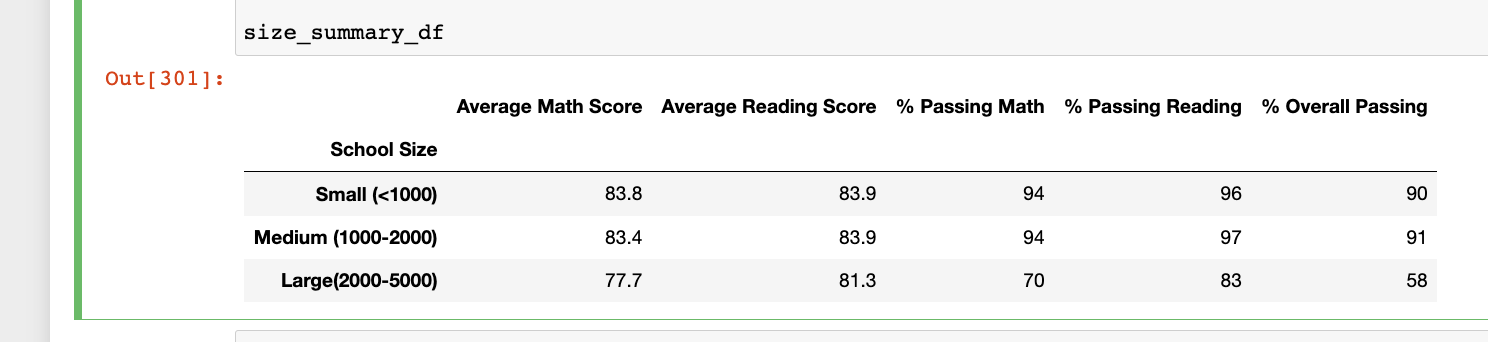 size_summary_df
Out[301]:
Average Math Score Average Reading Score % Passing Math % Passing Reading % Overall Passing
School Size
Small (<1000) 83.8 83.9 94 96 90
Medium (1000-2000) 83.4 83.9 94 97 91
Large(2000-5000) 77.7 81.3 70 83 58